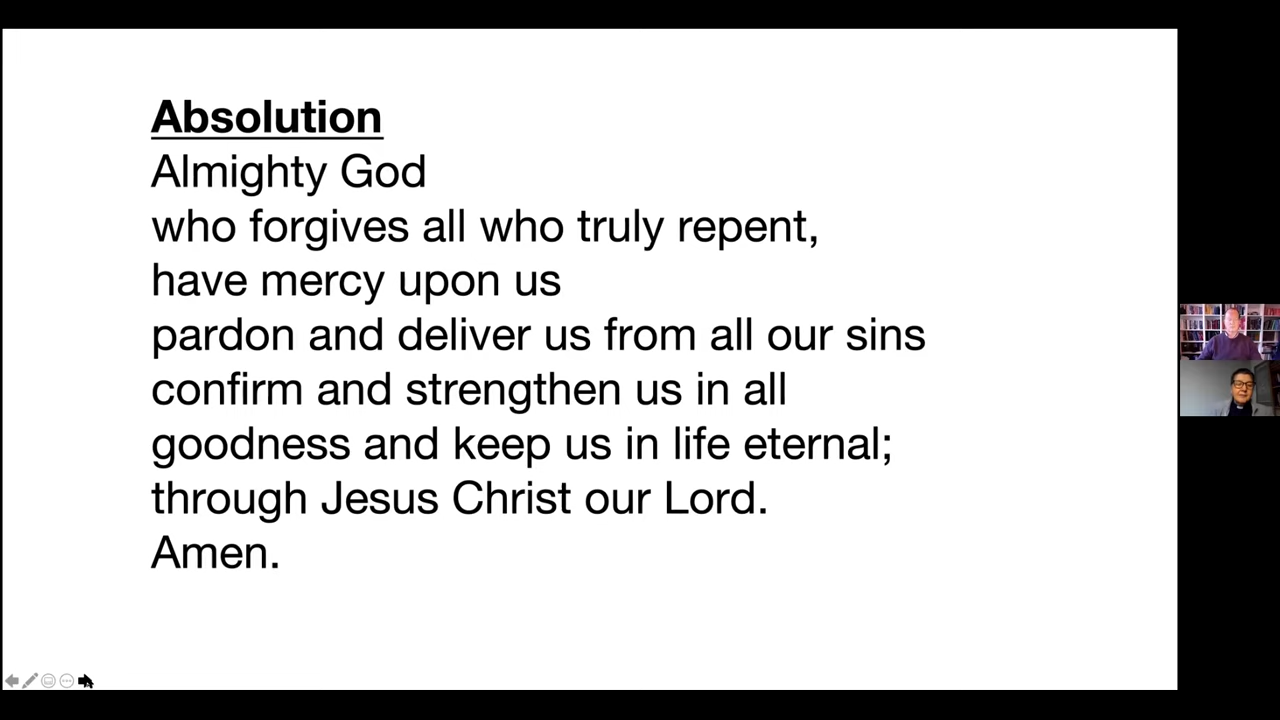 Absolution
Almighty God
who forgives all who truly repent,
have mercy upon us
pardon and deliver us from all our sins
confirm and strengthen us in all
goodness and keep us in life eternal;
through Jesus Christ our Lord.
Amen.